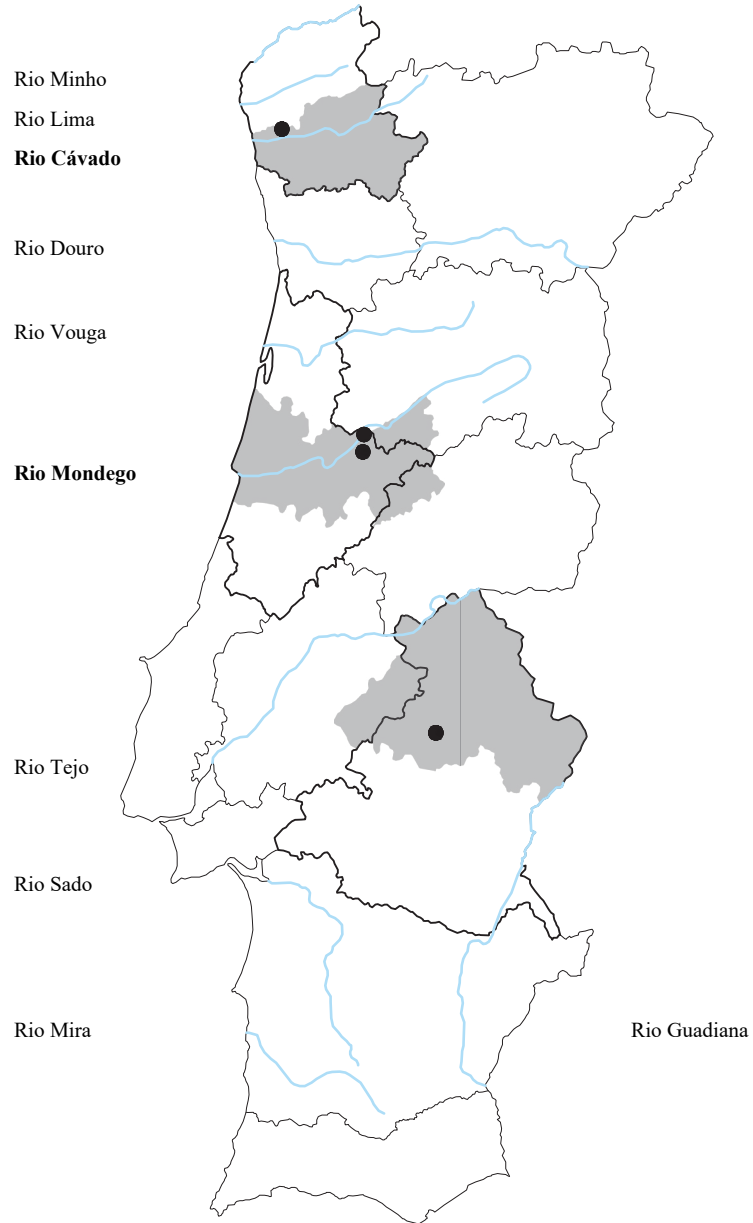 Rio Minho
Rio Lima
Rio Cávado
Rio Douro
Rio Vouga
Rio Mondego
Rio Tejo
Rio Sado
Rio Mira
Rio Guadiana